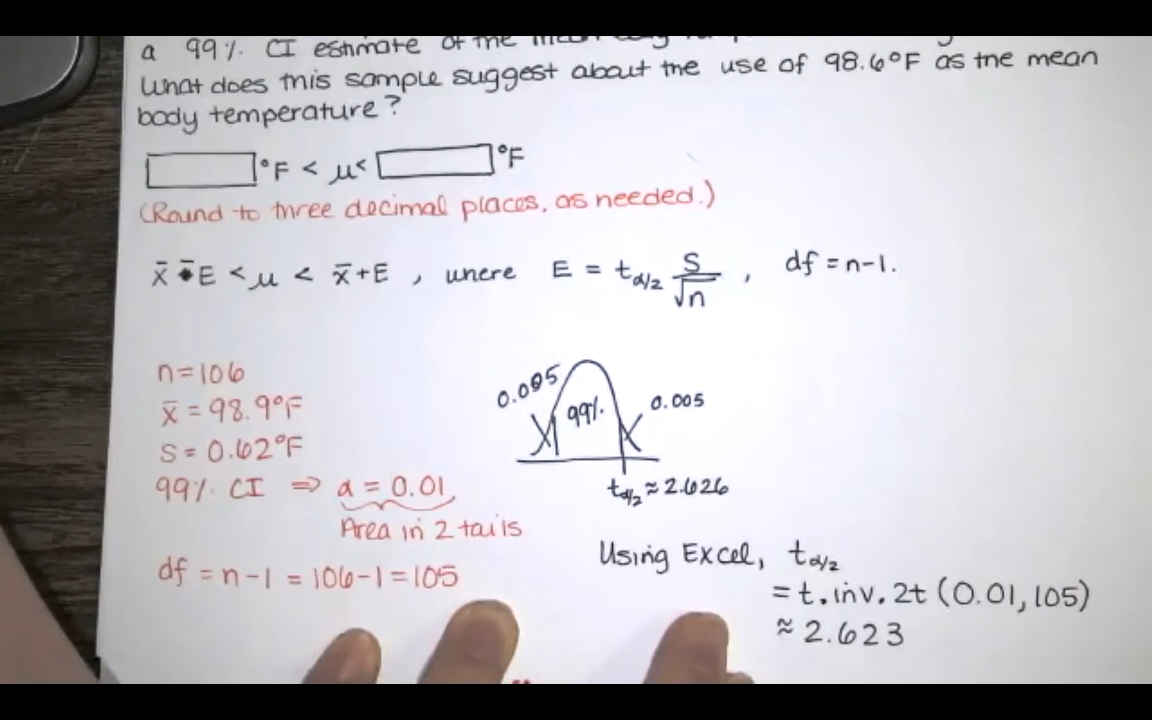 a 99% CI estimate of the mean body
What does this sample suggest about the use of 98.6°F as the mean
body temperature?
°F < μ < °F
(Round to three decimal places, as needed.)
x̄ - E < μ < x̄ + E , where E = tα/2 s/√n , df = n-1.
n = 106
x̄ = 98.9°F
s = 0.62°F
99% CI ⇒ α = 0.01
Area in 2 tails
df = n-1 = 106-1 = 105
0.005
99%
0.005
tα/2 ≈ 2.626
Using Excel, tα/2
= t.inv.2t (0.01, 105)
≈ 2.623